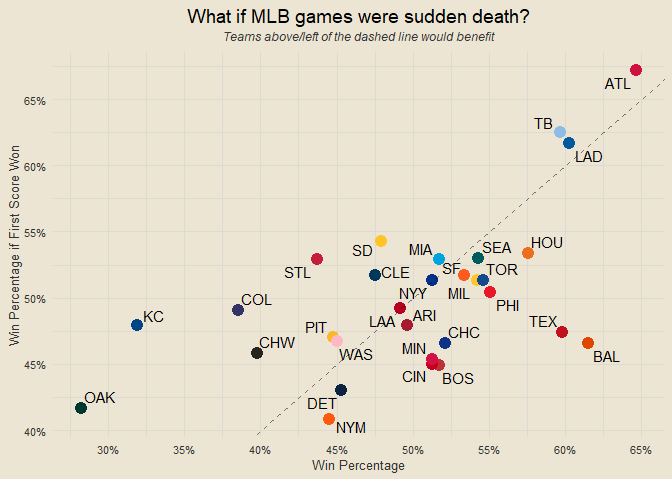 What if MLB games were sudden death?
Teams above/left of the dashed line would benefit
Win Percentage if First Score Won
65%
60%
55%
50%
45%
40%
ATL
TB
LAD
SD
MIA
SEA
HOU
STL
CLE
SF
TOR
NYY
MIL
PHI
COL
KC
LAA
ARI
TEX
PIT
CHC
CHW
WAS
MIN
BAL
CIN
BOS
OAK
DET
NYM
30%
35%
40%
45%
50%
55%
60%
65%
Win Percentage